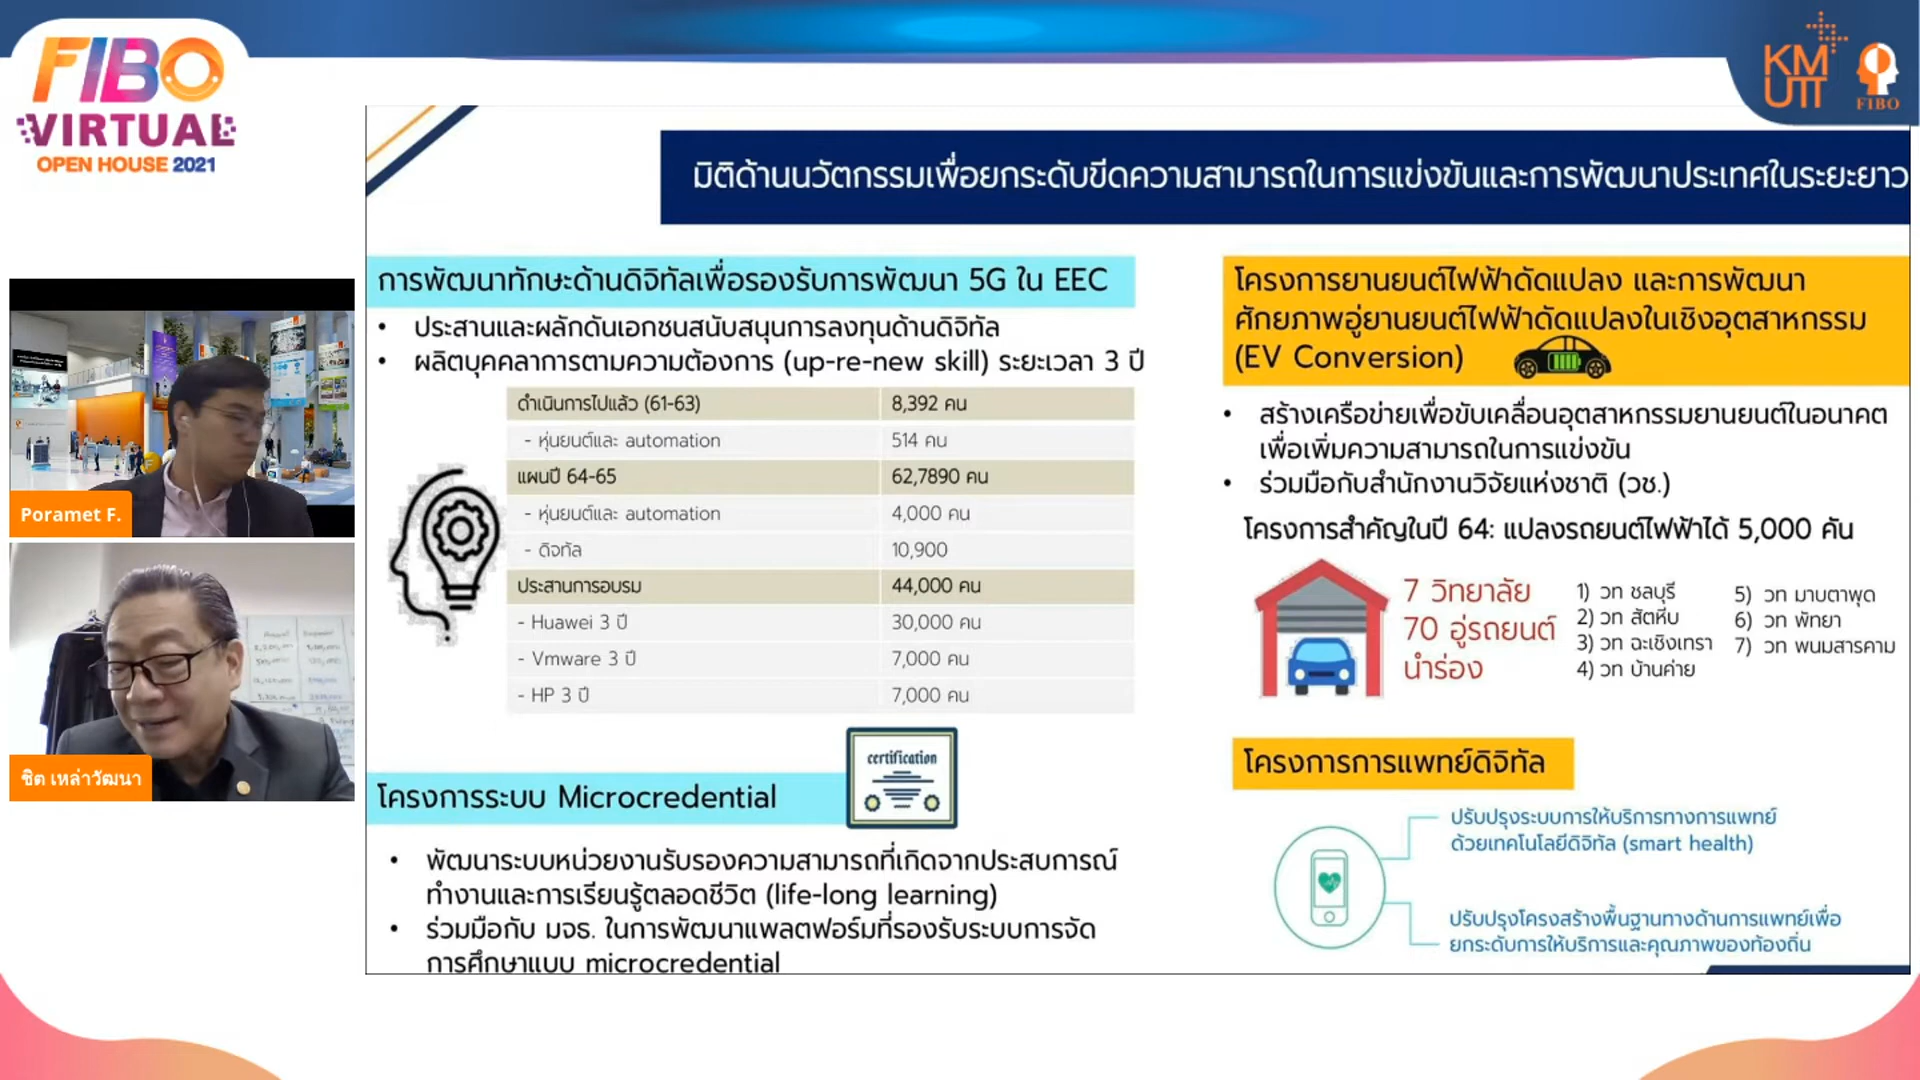 FIBO
VIRTUAL
OPEN HOUSE 2021
KM
UTT
FIBO
มิติด้านนวัตกรรมเพื่อยกระดับขีดความสามารถในการแข่งขันและการพัฒนาประเทศในระยะยาว
การพัฒนาทักษะด้านดิจิทัลเพื่อรองรับการพัฒนา 5G ใน EEC
• ประสานและผลักดันเอกชนสนับสนุนการลงทุนด้านดิจิทัล
• ผลิตบุคคลาการตามความต้องการ (up-re-new skill) ระยะเวลา 3 ปี
ดำเนินการไปแล้ว (61-63) 8,392 คน
- หุ่นยนต์และ automation 514 คน
แผนปี 64-65 62,7890 คน
- หุ่นยนต์และ automation 4,000 คน
- ดิจทัล 10,900
ประสานการอบรม 44,000 คน
- Huawei 3 ปี 30,000 คน
- Vmware 3 ปี 7,000 คน
- HP 3 ปี 7,000 คน
โครงการระบบ Microcredential
certification
• พัฒนาระบบหน่วยงานรับรองความสามารถที่เกิดจากประสบการณ์
ทำงานและการเรียนรู้ตลอดชีวิต (life-long learning)
• ร่วมมือกับ มจธ. ในการพัฒนาแพลตฟอร์มที่รองรับระบบการจัด
การศึกษาแบบ microcredential
โครงการยานยนต์ไฟฟ้าดัดแปลง และการพัฒนา
ศักยภาพอู่ยานยนต์ไฟฟ้าดัดแปลงในเชิงอุตสาหกรรม
(EV Conversion)
• สร้างเครือข่ายเพื่อขับเคลื่อนอุตสาหกรรมยานยนต์ในอนาคต
เพื่อเพิ่มความสามารถในการแข่งขัน
• ร่วมมือกับสำนักงานวิจัยแห่งชาติ (วช.)
โครงการสำคัญในปี 64: แปลงรถยนต์ไฟฟ้าได้ 5,000 คัน
7 วิทยาลัย
70 อู่รถยนต์
นำร่อง
1) วท ชลบุรี
2) วท สัตหีบ
3) วท ฉะเชิงเทรา
4) วท บ้านค่าย
5) วท มาบตาพุด
6) วท พัทยา
7) วท พนมสารคาม
โครงการการแพทย์ดิจิทัล
ปรับปรุงระบบการให้บริการทางการแพทย์
ด้วยเทคโนโลยีดิจิทัล (smart health)
ปรับปรุงโครงสร้างพื้นฐานทางด้านการแพทย์เพื่อ
ยกระดับการให้บริการและคุณภาพของท้องถิ่น
Poramet F.
ชิต เหล่าวัฒนา